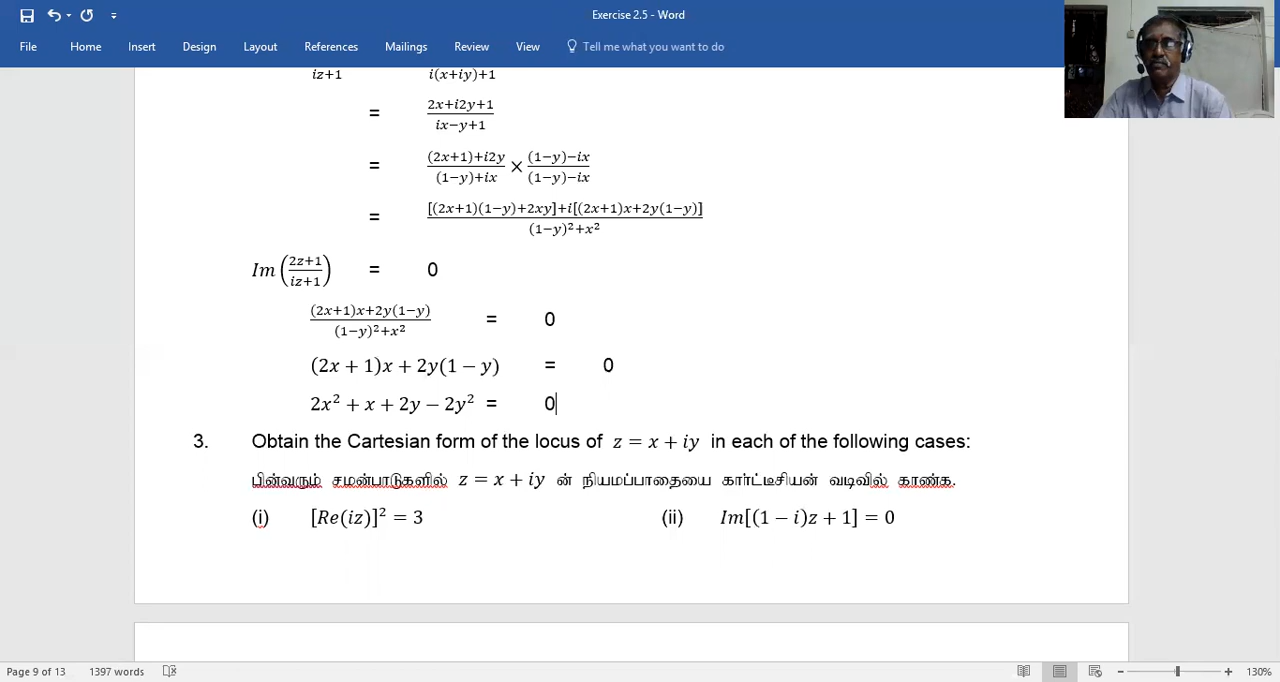 Exercise 2.5 - Word
File Home Insert Design Layout References Mailings Review View Tell me what you want to do
iz+1 i(x+iy)+1
= 2x+i2y+1 / ix−y+1
= (2x+1)+i2y / (1−y)+ix × (1−y)−ix / (1−y)−ix
= [(2x+1)(1−y)+2xy]+i[(2x+1)x+2y(1−y)] / (1−y)²+x²
Im (2z+1 / iz+1) = 0
(2x+1)x+2y(1−y) / (1−y)²+x² = 0
(2x + 1)x + 2y(1 − y) = 0
2x² + x + 2y − 2y² = 0
3. Obtain the Cartesian form of the locus of z = x + iy in each of the following cases:
பின்வரும் சமன்பாடுகளில் z = x + iy ன் நியமப்பாதையை கார்ட்டீசியன் வடிவில் காண்க.
(i) [Re(iz)]² = 3 (ii) Im[(1 − i)z + 1] = 0
Page 9 of 13 1397 words 130%